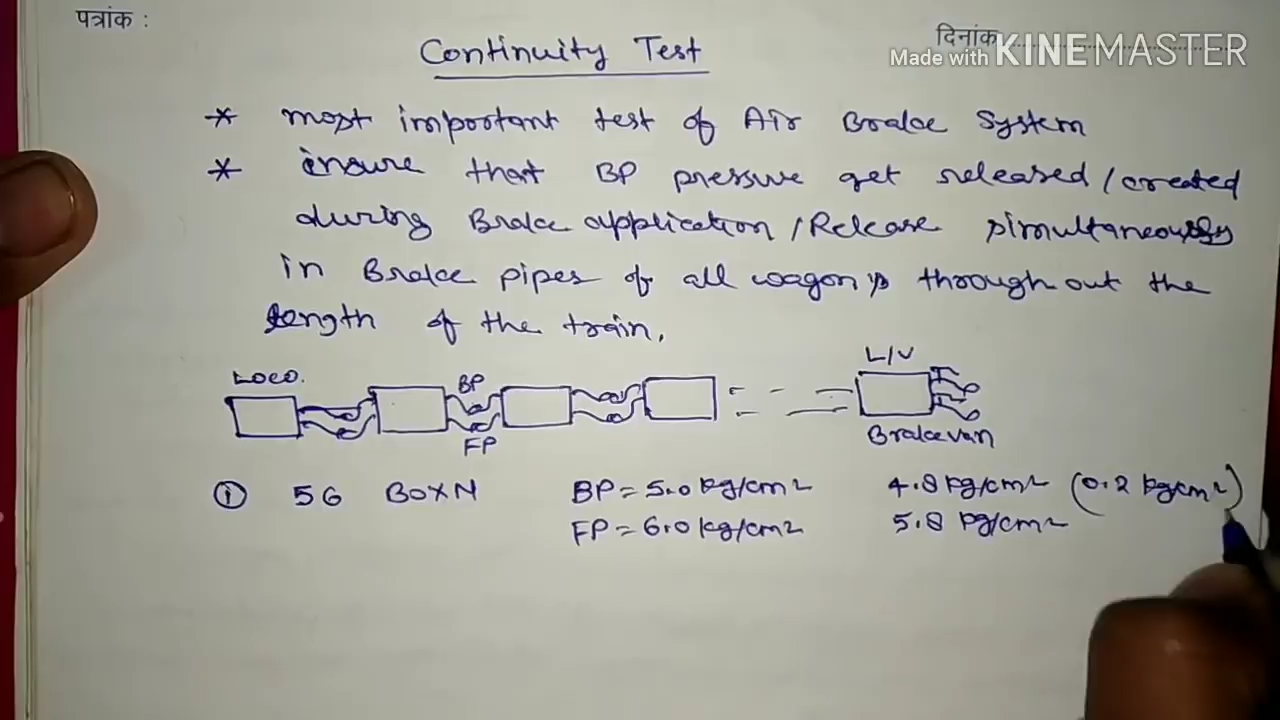 पत्रांक :
दिनांक
Made with KINEMASTER
Continuity Test
* most important test of Air Brake System
* ensure that BP pressure get released / created
during Brake application / Release simultaneously
in Brake pipes of all wagons through out the
length of the train.
LOCO.
BP
FP
L/V
Brakevan
① 56 BOXN BP = 5.0 kg/cm² 4.8 kg/cm² (0.2 kg/cm²)
FP = 6.0 kg/cm² 5.8 kg/cm²